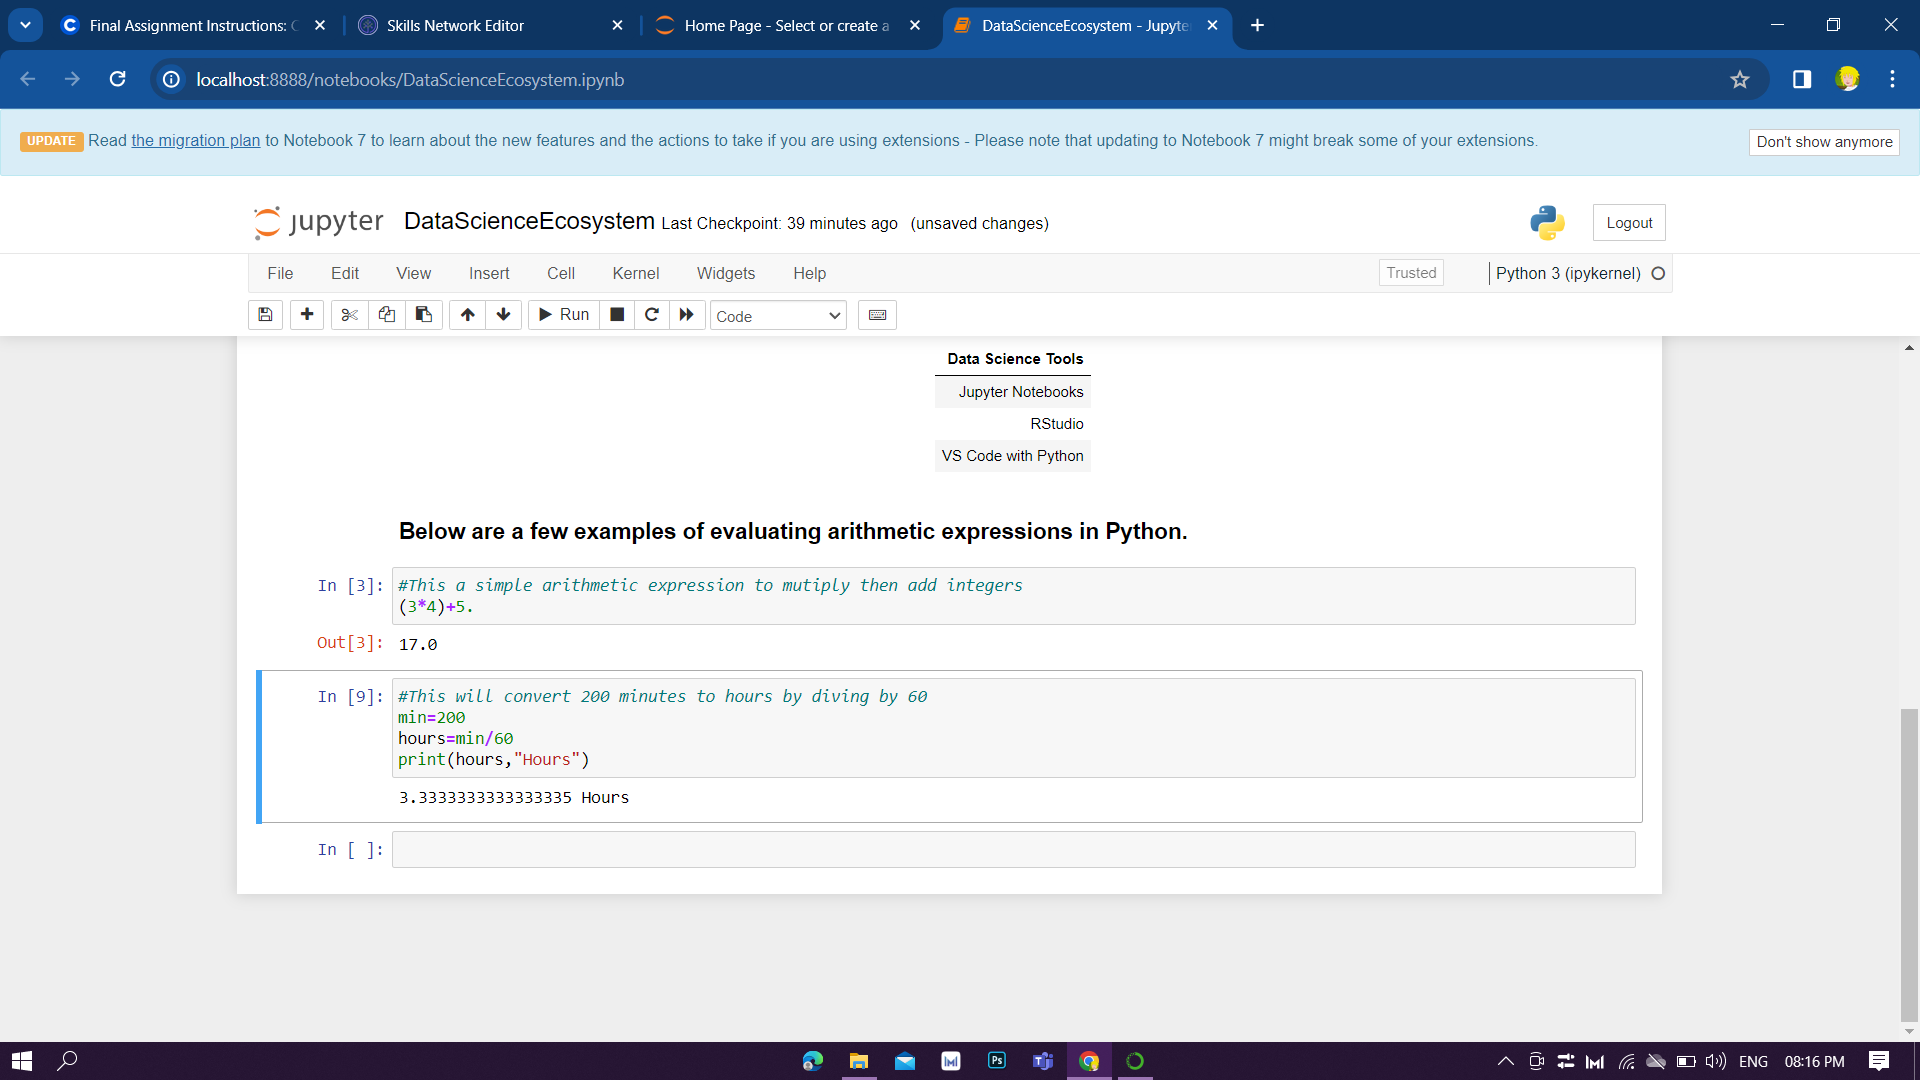 Final Assignment Instructions: C
Skills Network Editor
Home Page - Select or create a
DataScienceEcosystem - Jupyte
localhost:8888/notebooks/DataScienceEcosystem.ipynb
UPDATE Read the migration plan to Notebook 7 to learn about the new features and the actions to take if you are using extensions - Please note that updating to Notebook 7 might break some of your extensions.
Don't show anymore
jupyter DataScienceEcosystem Last Checkpoint: 39 minutes ago (unsaved changes)
Logout
File Edit View Insert Cell Kernel Widgets Help
Trusted
Python 3 (ipykernel)
Run
Code
Data Science Tools
Jupyter Notebooks
RStudio
VS Code with Python
Below are a few examples of evaluating arithmetic expressions in Python.
In [3]: #This a simple arithmetic expression to mutiply then add integers
(3*4)+5.
Out[3]: 17.0
In [9]: #This will convert 200 minutes to hours by diving by 60
min=200
hours=min/60
print(hours,"Hours")
3.3333333333333335 Hours
In [ ]:
Ps
ENG
08:16 PM